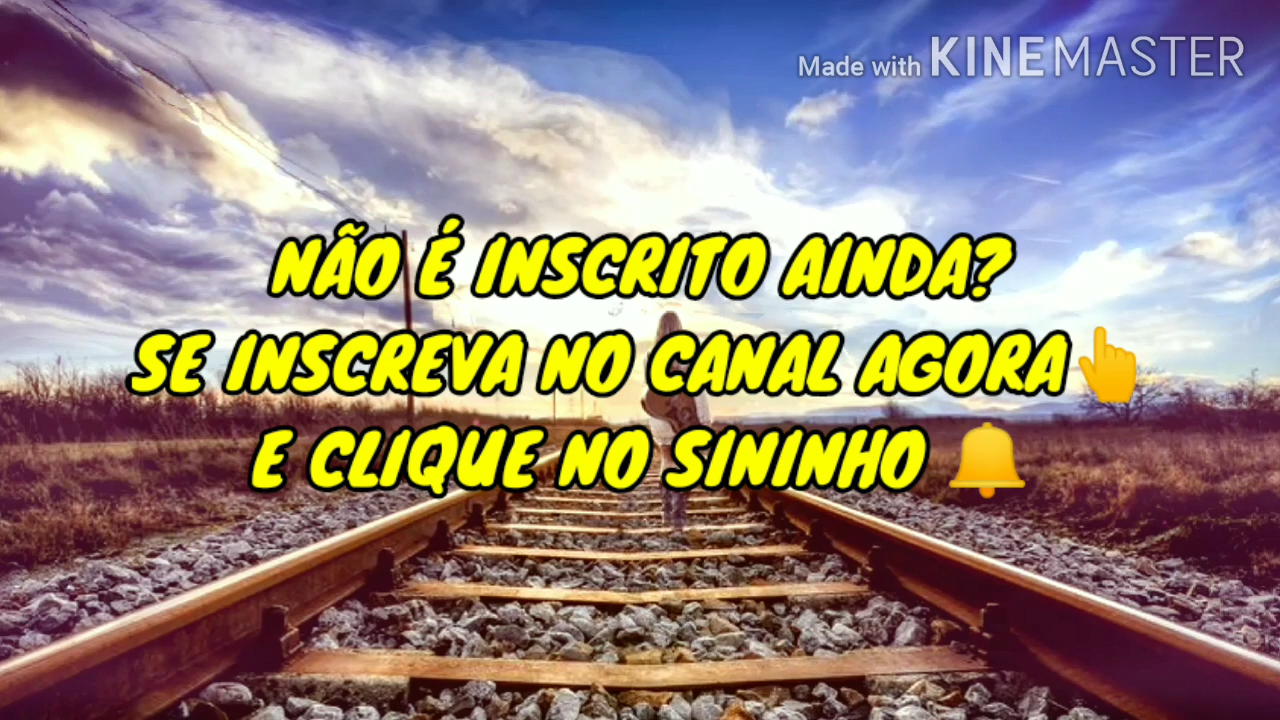 Made with KINEMASTER
NÃO É INSCRITO AINDA?
SE INSCREVA NO CANAL AGORA👆
E CLIQUE NO SININHO 🔔